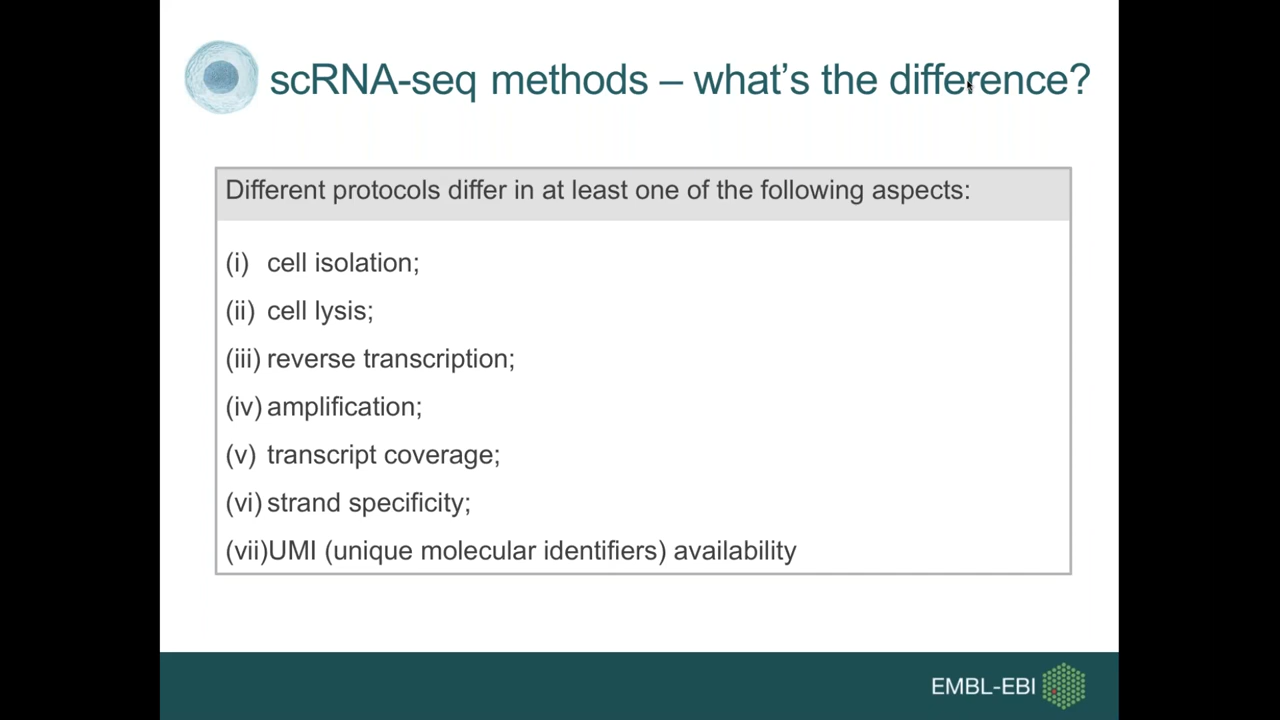 scRNA-seq methods – what's the difference?
Different protocols differ in at least one of the following aspects:
(i) cell isolation;
(ii) cell lysis;
(iii) reverse transcription;
(iv) amplification;
(v) transcript coverage;
(vi) strand specificity;
(vii)UMI (unique molecular identifiers) availability
EMBL-EBI